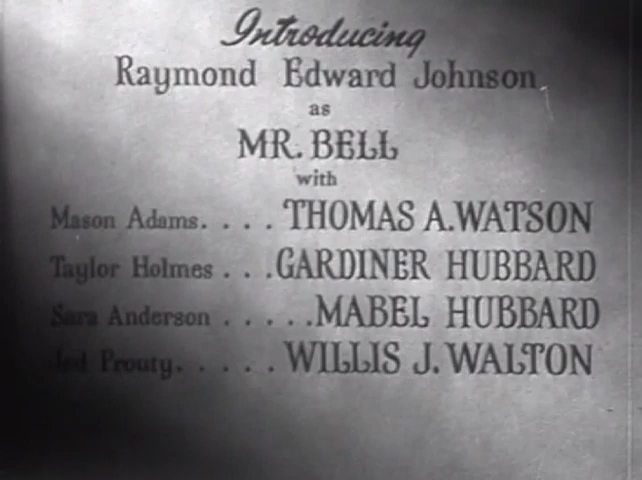 Introducing
Raymond Edward Johnson
as
MR. BELL
with
Mason Adams. . . . THOMAS A. WATSON
Taylor Holmes . . . GARDINER HUBBARD
Sara Anderson . . . . . MABEL HUBBARD
Jed Prouty. . . . . WILLIS J. WALTON